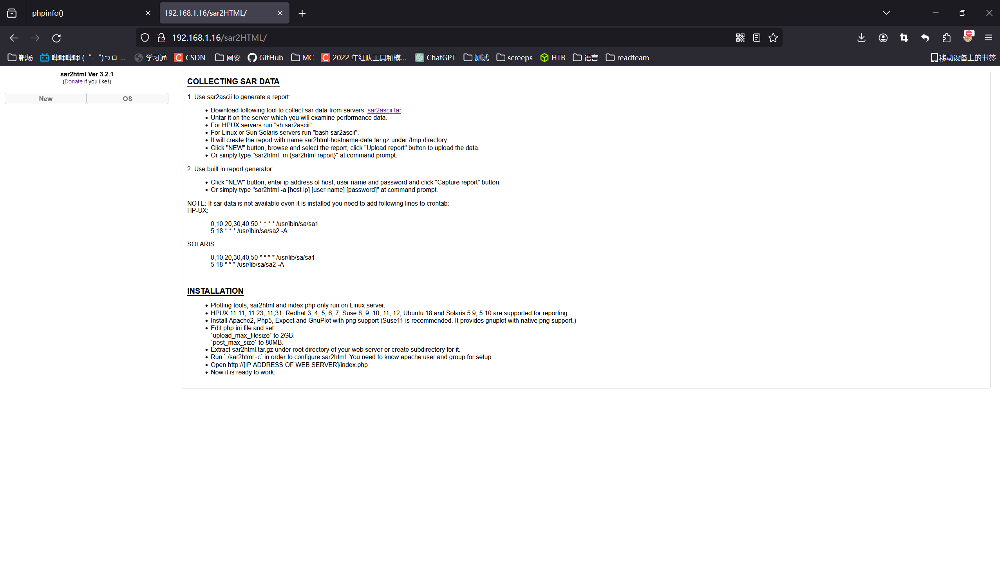 phpinfo()
192.168.1.16/sar2HTML/
192.168.1.16/sar2HTML/
靶场
哔哩哔哩 (゜-゜)つロ ...
学习通
CSDN
网安
GitHub
MC
2022 年红队工具和模...
ChatGPT
测试
screeps
HTB
语言
readteam
移动设备上的书签
sar2html Ver 3.2.1
(Donate if you like!)
New
OS
COLLECTING SAR DATA
1. Use sar2ascii to generate a report:
• Download following tool to collect sar data from servers: sar2ascii.tar.
• Untar it on the server which you will examine performance data.
• For HPUX servers run "sh sar2ascii".
• For Linux or Sun Solaris servers run "bash sar2ascii".
• It will create the report with name sar2html-hostname-date.tar.gz under /tmp directory.
• Click "NEW" button, browse and select the report, click "Upload report" button to upload the data.
• Or simply type "sar2html -m {sar2html report}" at command prompt.
2. Use built in report generator:
• Click "NEW" button, enter ip address of host, user name and password and click "Capture report" button.
• Or simply type "sar2html -a [host ip] [user name] [password]" at command prompt.
NOTE: If sar data is not available even it is installed you need to add following lines to crontab:
HP-UX:
0,10,20,30,40,50 * * * * /usr/lbin/sa/sa1
5 18 * * * /usr/lbin/sa/sa2 -A
SOLARIS:
0,10,20,30,40,50 * * * * /usr/lib/sa/sa1
5 18 * * * /usr/lib/sa/sa2 -A
INSTALLATION
• Plotting tools, sar2html and index.php only run on Linux server.
• HPUX 11.11, 11.23, 11,31, Redhat 3, 4, 5, 6, 7, Suse 8, 9, 10, 11, 12, Ubuntu 18 and Solaris 5.9, 5.10 are supported for reporting.
• Install Apache2, Php5, Expect and GnuPlot with png support (Suse11 is recommended. It provides gnuplot with native png support.)
• Edit php.ini file and set:
`upload_max_filesize` to 2GB.
`post_max_size` to 80MB.
• Extract sar2html.tar.gz under root directory of your web server or create subdirectory for it.
• Run `./sar2html -c` in order to configure sar2html. You need to know apache user and group for setup.
• Open http://[IP ADDRESS OF WEB SERVER]/index.php
• Now it is ready to work.